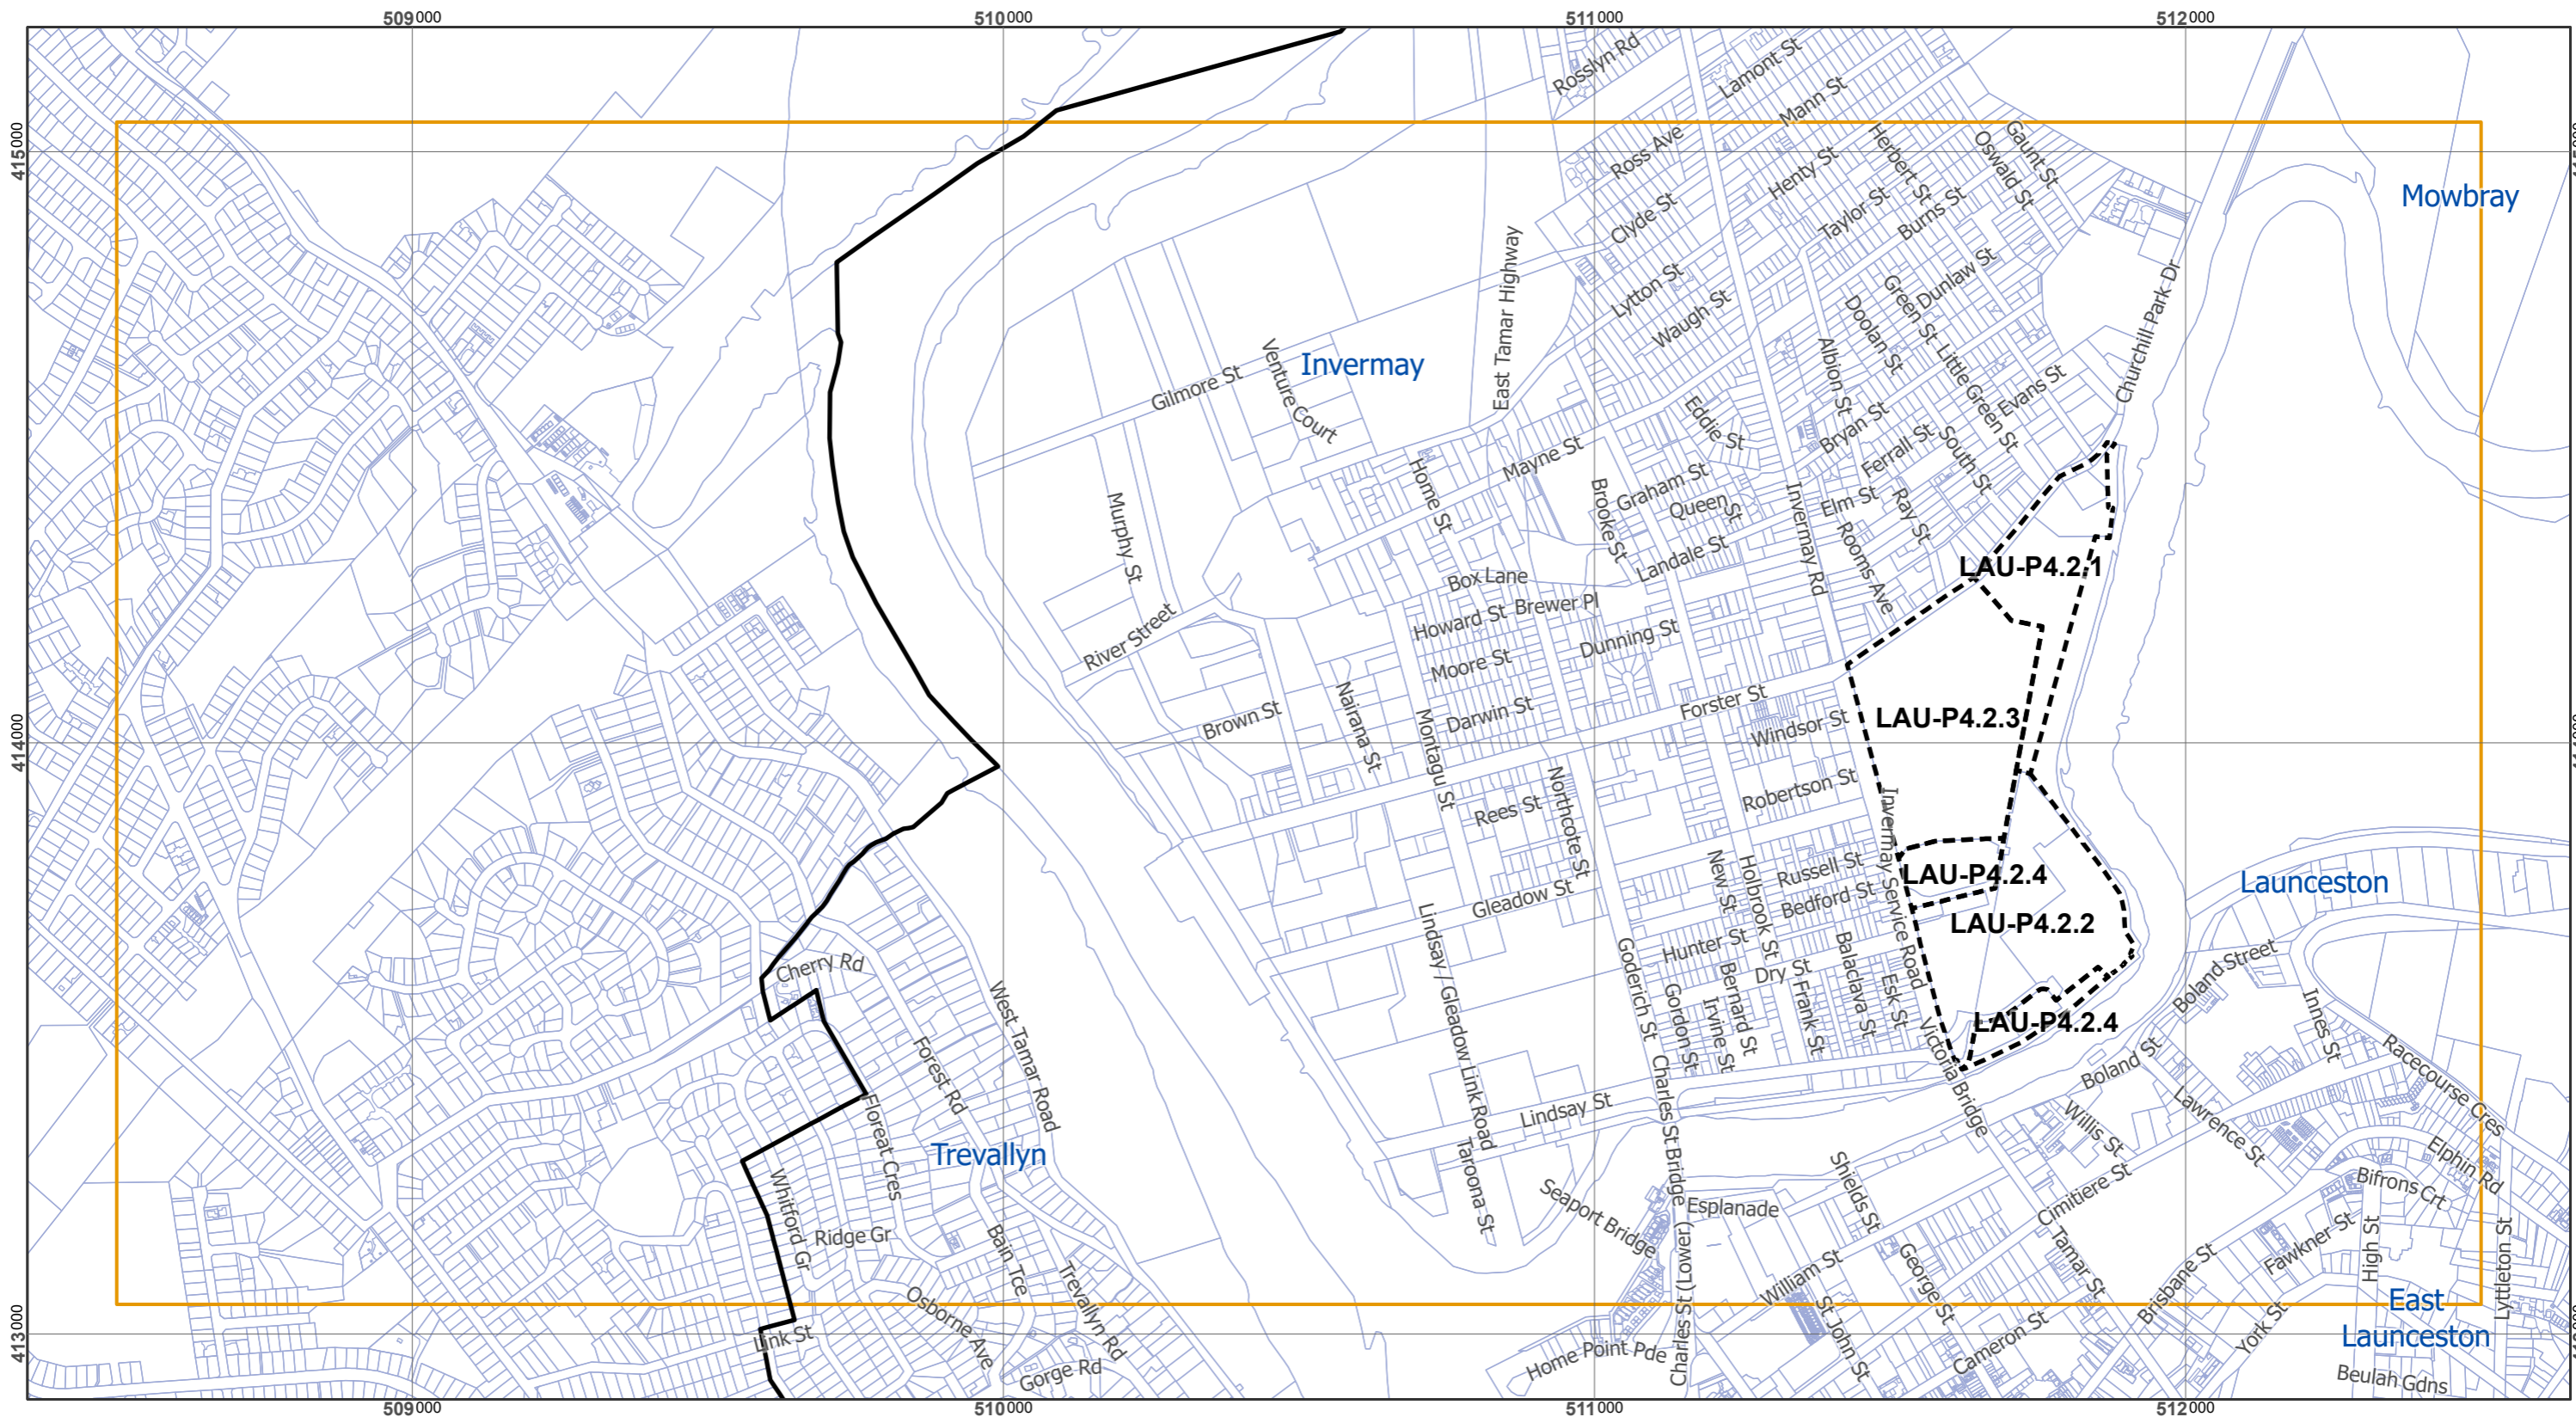 509000
510000
511000
512000
415000
Rosslyn Rd
Lamont St
Mann St
Ross Ave
Henty St
Herbert St
Oswald St
Gaunt St
Mowbray
Clyde St
Taylor St
Burns St
East Tamar Highway
Lytton St
Waugh St
Green St
Dunlaw St
Churchill Park Dr
Doolan St
Invermay
Venture Court
Gilmore St
Albion St
Little Green St
Evans St
Eddie St
Bryan St
Ferrall St
South St
Home St
Mayne St
Murphy St
Brooke St
Graham St
Queen St
Invermay Rd
Elm St
Ray St
Rooms Ave
Landale St
LAU-P4.2.1
Box Lane
Howard St
Brewer Pl
River Street
Moore St
Dunning St
414000
Brown St
Nairana St
Montagu St
Darwin St
Forster St
Windsor St
LAU-P4.2.3
Rees St
Northcote St
Robertson St
Invermay Service Road
Gleadow St
New St
Holbrook St
Russell St
Bedford St
LAU-P4.2.4
LAU-P4.2.2
Launceston
Cherry Rd
Lindsay / Gleadow Link Road
Goderich St
Hunter St
Dry St
Balaclava St
Esk St
Boland Street
West Tamar Road
Gordon St
Irvine St
Bernard St
Frank St
Victoria Bridge
LAU-P4.2.4
Innes St
Forest Rd
Floreat Cres
Charles St Bridge
Lindsay St
Boland St
Willis St
Lawrence St
Racecourse Cres
Trevallyn
Whitford Gr
Ridge Gr
Taroona St
Seaport Bridge
Esplanade
Shields St
Cimitiere St
Elphin Rd
Bifrons Crt
Bain Tce
Trevallyn Rd
Osborne Ave
Charles St (Lower)
William St
George St
Tamar St
Brisbane St
Fawkner St
High St
Lyttleton St
413000
Link St
Gorge Rd
Home Point Pde
St John St
Cameron St
York St
East
Launceston
Beulah Gdns
509000
510000
511000
512000